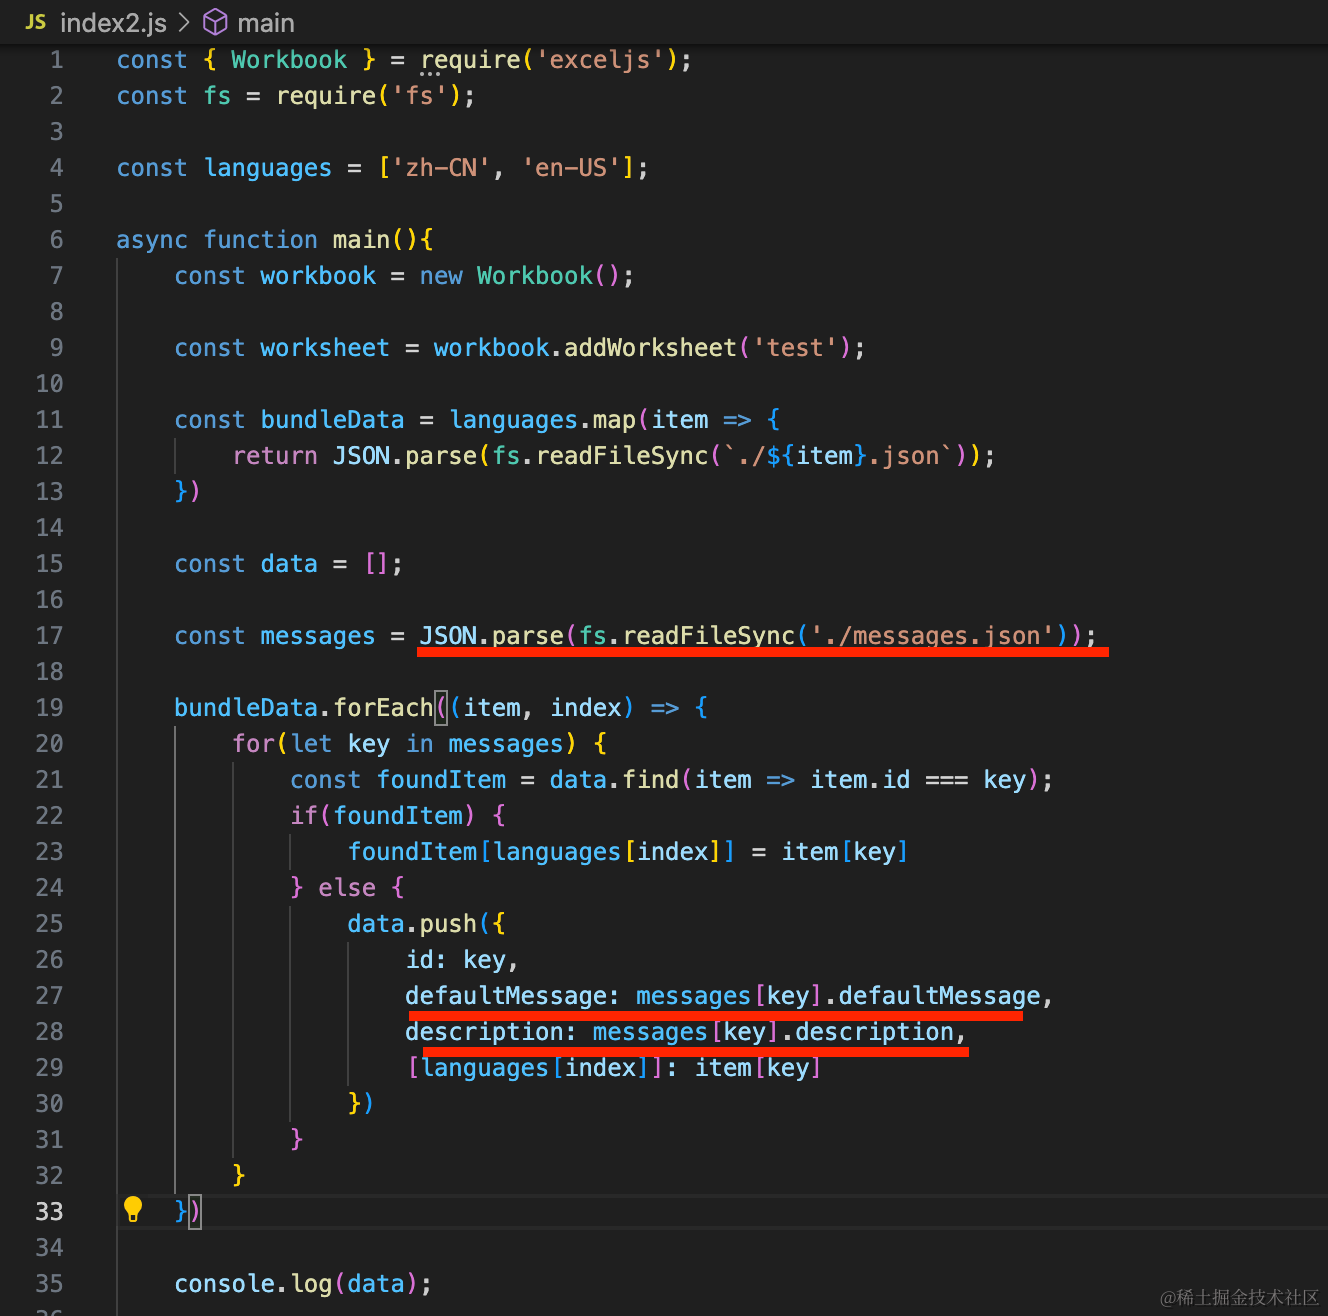 JS index2.js > main
1 const { Workbook } = require('exceljs');
2 const fs = require('fs');
3
4 const languages = ['zh-CN', 'en-US'];
5
6 async function main(){
7 const workbook = new Workbook();
8
9 const worksheet = workbook.addWorksheet('test');
10
11 const bundleData = languages.map(item => {
12 return JSON.parse(fs.readFileSync(`./${item}.json`));
13 })
14
15 const data = [];
16
17 const messages = JSON.parse(fs.readFileSync('./messages.json'));
18
19 bundleData.forEach((item, index) => {
20 for(let key in messages) {
21 const foundItem = data.find(item => item.id === key);
22 if(foundItem) {
23 foundItem[languages[index]] = item[key]
24 } else {
25 data.push({
26 id: key,
27 defaultMessage: messages[key].defaultMessage,
28 description: messages[key].description,
29 [languages[index]]: item[key]
30 })
31 }
32 }
33 })
34
35 console.log(data);
36
@稀土掘金技术社区